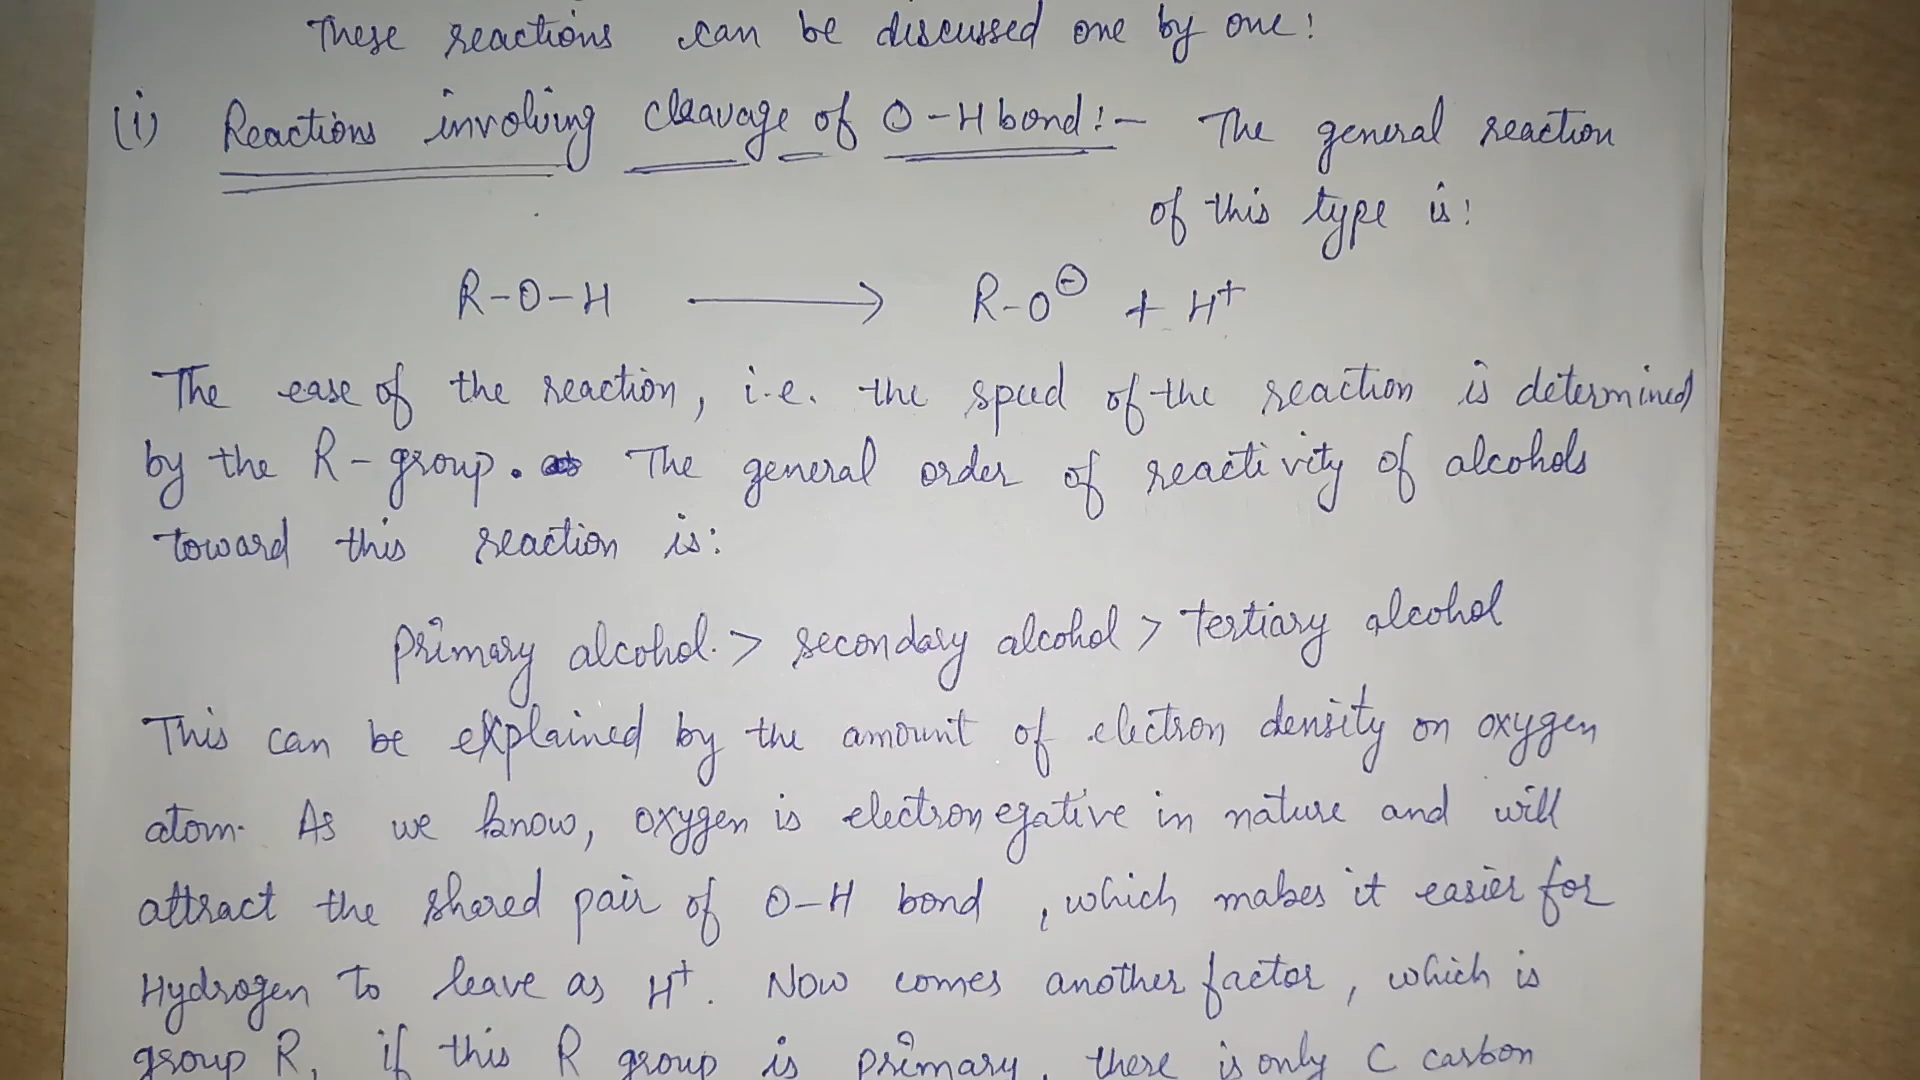 These reactions can be discussed one by one:
(i) Reactions involving cleavage of O-H bond:- The general reaction
of this type is:
R-O-H ⟶ R-O⊖ + H⁺
The ease of the reaction, i.e. the speed of the reaction is determined
by the R-group. The general order of reactivity of alcohols
toward this reaction is:
primary alcohol. > secondary alcohol > tertiary alcohol
This can be explained by the amount of electron density on oxygen
atom. As we know, oxygen is electronegative in nature and will
attract the shared pair of O-H bond, which makes it easier for
Hydrogen to leave as H⁺. Now comes another factor, which is
group R, if this R group is primary, there is only C carbon